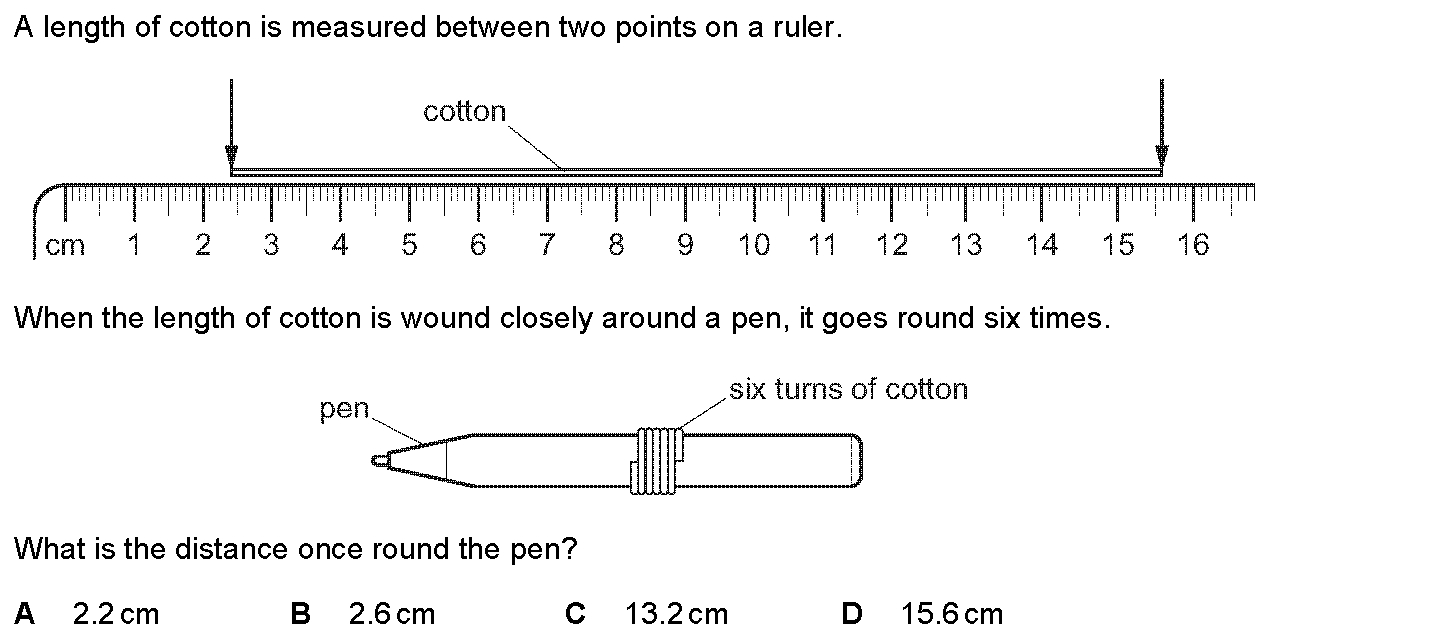 A length of cotton is measured between two points on a ruler.
cotton
cm 1 2 3 4 5 6 7 8 9 10 11 12 13 14 15 16
When the length of cotton is wound closely around a pen, it goes round six times.
six turns of cotton
pen
What is the distance once round the pen?
A 2.2 cm B 2.6 cm C 13.2 cm D 15.6 cm